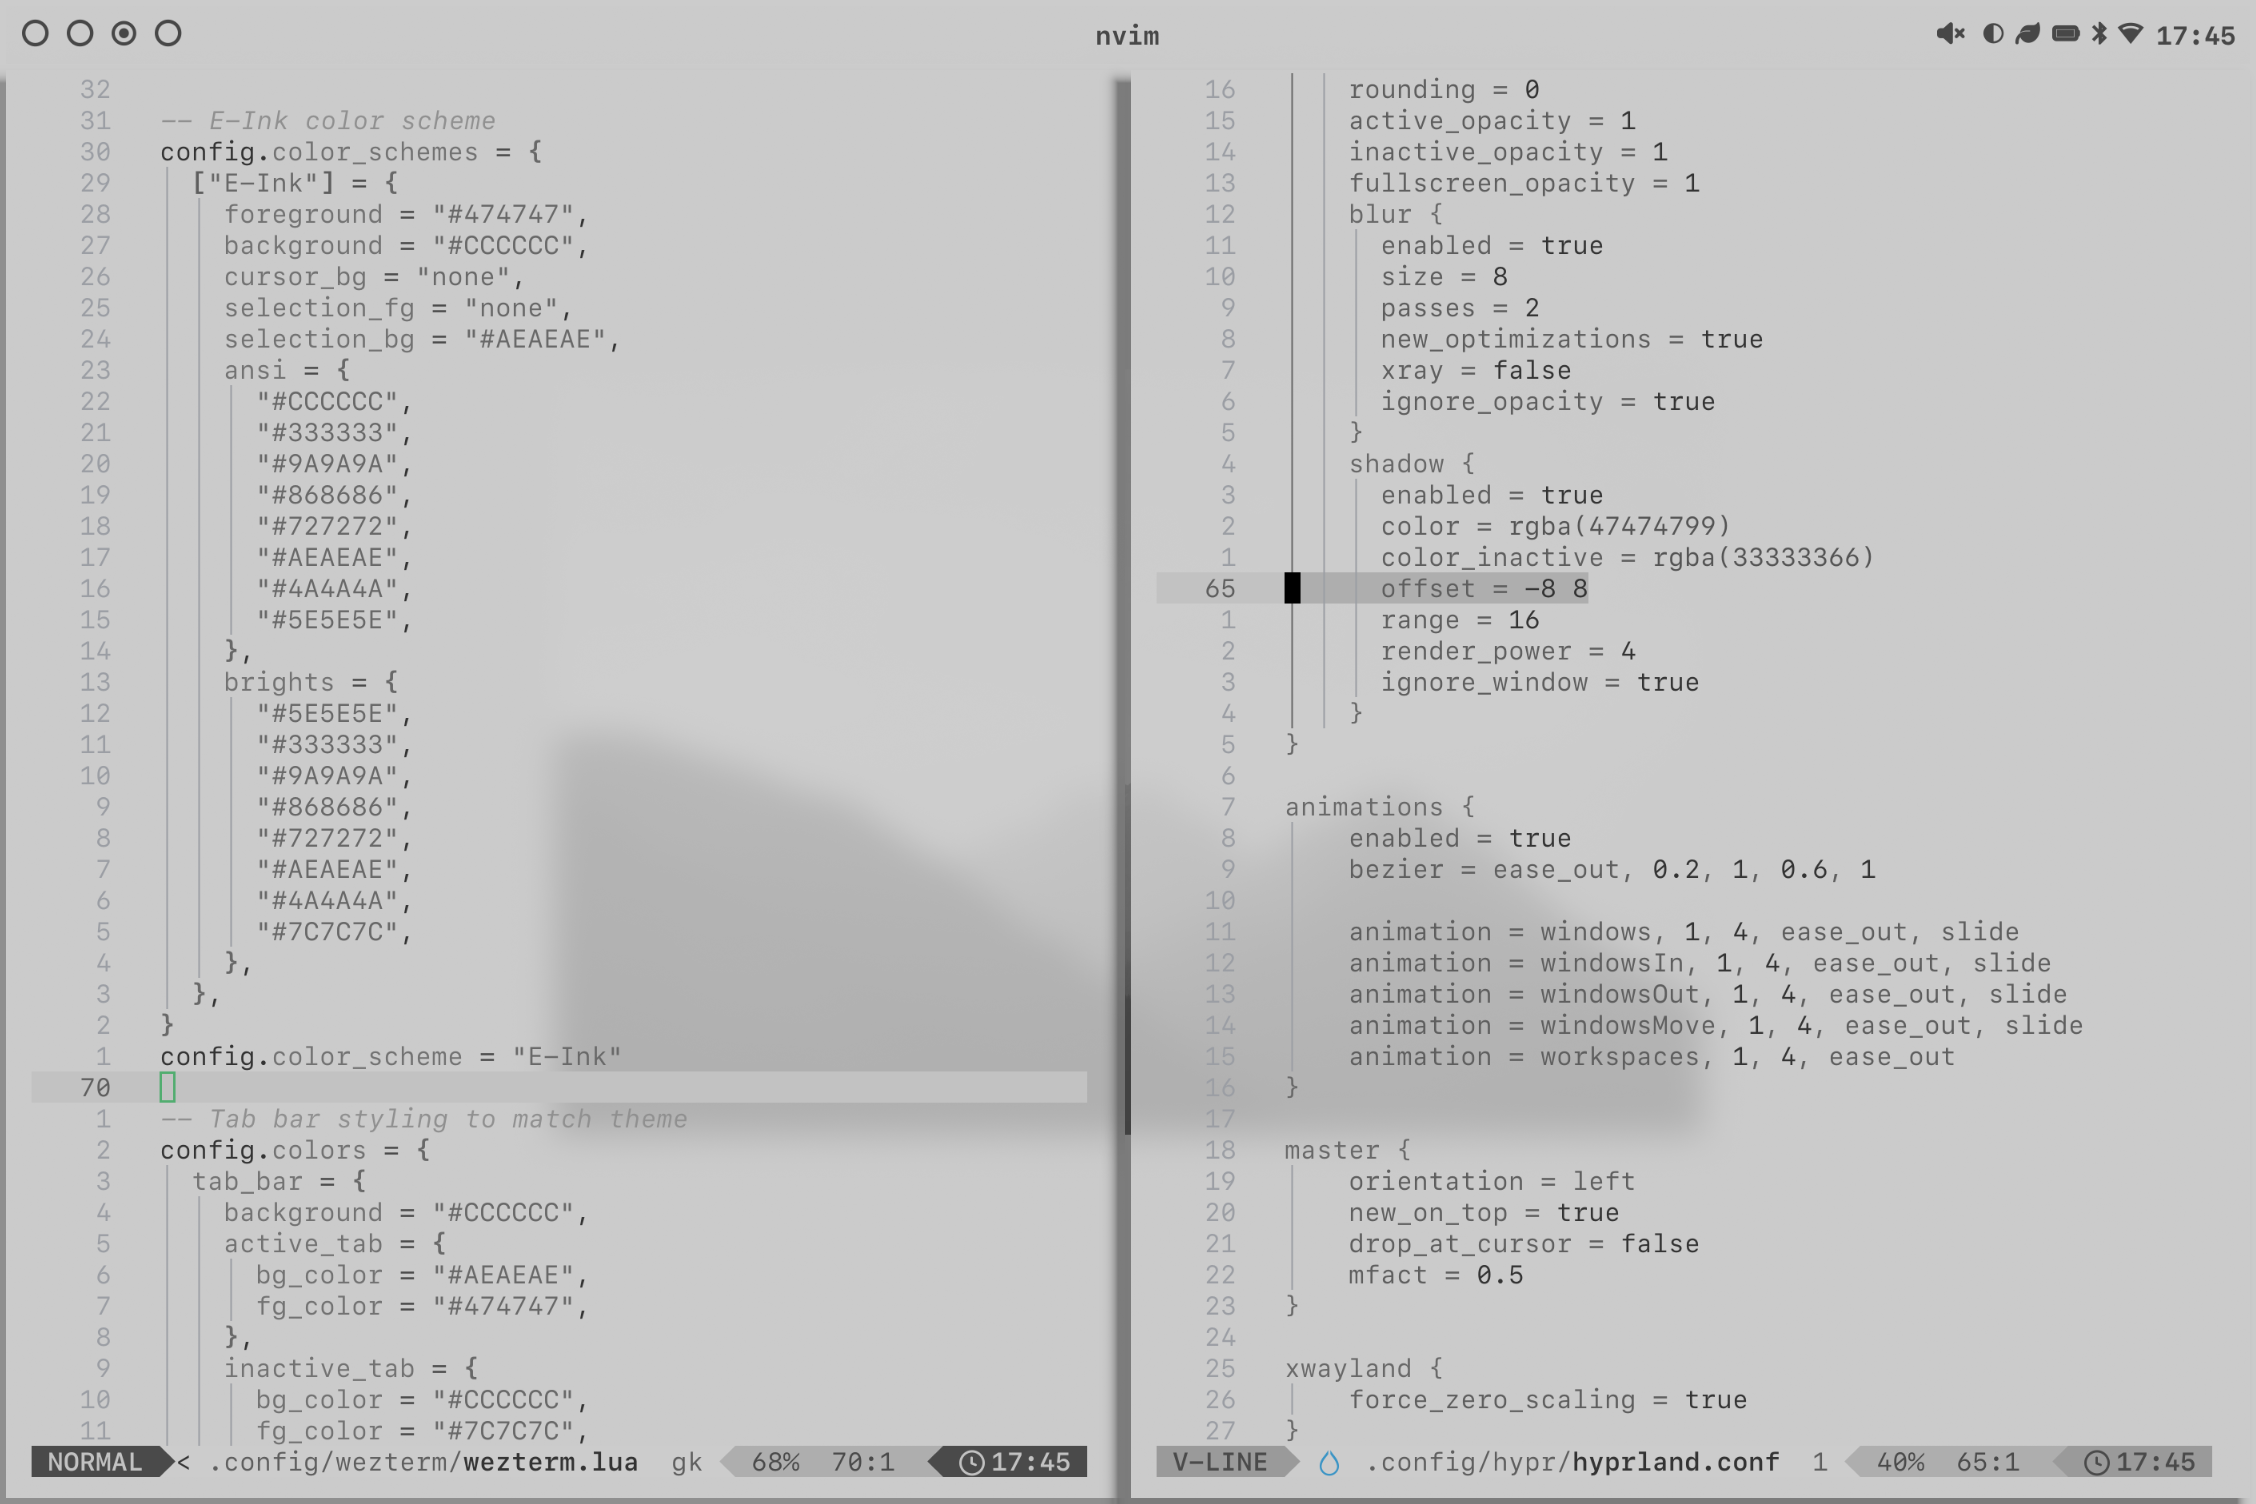 nvim
17:45
32
31 -- E-Ink color scheme
30 config.color_schemes = {
29 ["E-Ink"] = {
28 foreground = "#474747",
27 background = "#CCCCCC",
26 cursor_bg = "none",
25 selection_fg = "none",
24 selection_bg = "#AEAEAE",
23 ansi = {
22 "#CCCCCC",
21 "#333333",
20 "#9A9A9A",
19 "#868686",
18 "#727272",
17 "#AEAEAE",
16 "#4A4A4A",
15 "#5E5E5E",
14 },
13 brights = {
12 "#5E5E5E",
11 "#333333",
10 "#9A9A9A",
9 "#868686",
8 "#727272",
7 "#AEAEAE",
6 "#4A4A4A",
5 "#7C7C7C",
4 },
3 },
2 }
1 config.color_scheme = "E-Ink"
70
1 -- Tab bar styling to match theme
2 config.colors = {
3 tab_bar = {
4 background = "#CCCCCC",
5 active_tab = {
6 bg_color = "#AEAEAE",
7 fg_color = "#474747",
8 },
9 inactive_tab = {
10 bg_color = "#CCCCCC",
11 fg_color = "#7C7C7C",
NORMAL < .config/wezterm/wezterm.lua gk 68% 70:1 17:45
16 rounding = 0
15 active_opacity = 1
14 inactive_opacity = 1
13 fullscreen_opacity = 1
12 blur {
11 enabled = true
10 size = 8
9 passes = 2
8 new_optimizations = true
7 xray = false
6 ignore_opacity = true
5 }
4 shadow {
3 enabled = true
2 color = rgba(47474799)
1 color_inactive = rgba(33333366)
65 offset = -8 8
1 range = 16
2 render_power = 4
3 ignore_window = true
4 }
5 }
6
7 animations {
8 enabled = true
9 bezier = ease_out, 0.2, 1, 0.6, 1
10
11 animation = windows, 1, 4, ease_out, slide
12 animation = windowsIn, 1, 4, ease_out, slide
13 animation = windowsOut, 1, 4, ease_out, slide
14 animation = windowsMove, 1, 4, ease_out, slide
15 animation = workspaces, 1, 4, ease_out
16 }
17
18 master {
19 orientation = left
20 new_on_top = true
21 drop_at_cursor = false
22 mfact = 0.5
23 }
24
25 xwayland {
26 force_zero_scaling = true
27 }
V-LINE .config/hypr/hyprland.conf 1 40% 65:1 17:45